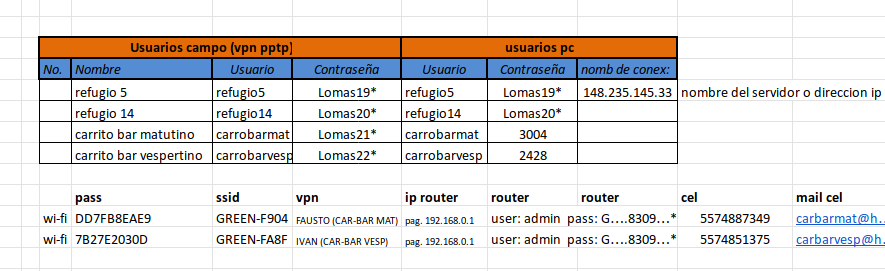 Usuarios campo (vpn pptp) usuarios pc
No. Nombre Usuario Contraseña Usuario Contraseña nomb de conex:
refugio 5 refugio5 Lomas19* refugio5 Lomas19* 148.235.145.33 nombre del servidor o direccion ip
refugio 14 refugio14 Lomas20* refugio14 Lomas20*
carrito bar matutino carrobarmat Lomas21* carrobarmat 3004
carrito bar vespertino carrobarvesp Lomas22* carrobarvesp 2428
pass ssid vpn ip router router router cel mail cel
wi-fi DD7FB8EAE9 GREEN-F904 FAUSTO (CAR-BAR MAT) pag. 192.168.0.1 user: admin pass: G....8309...* 5574887349 carbarmat@h..
wi-fi 7B27E2030D GREEN-FA8F IVAN (CAR-BAR VESP) pag. 192.168.0.1 user: admin pass: G....8309...* 5574851375 carbarvesp@h..